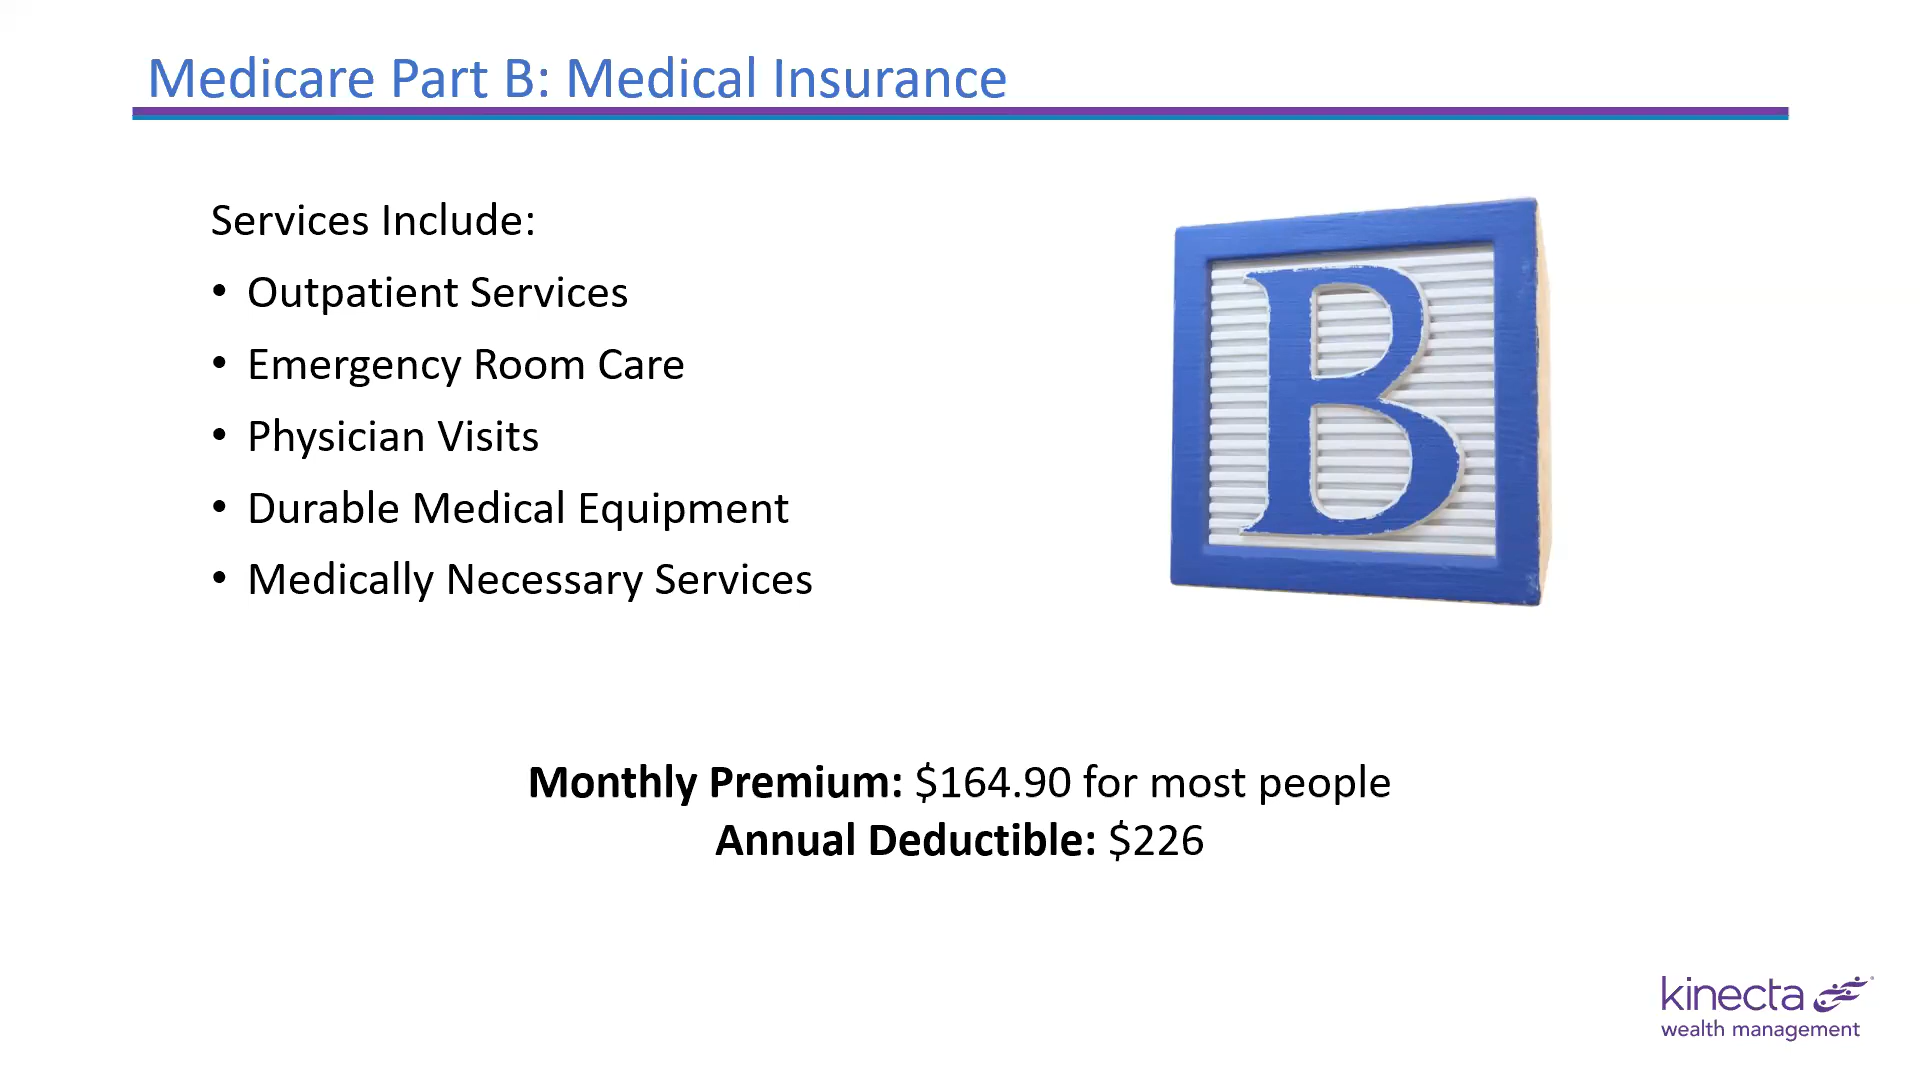 Medicare Part B: Medical Insurance
Services Include:
• Outpatient Services
• Emergency Room Care
• Physician Visits
• Durable Medical Equipment
• Medically Necessary Services
B
Monthly Premium: $164.90 for most people
Annual Deductible: $226
kinecta
wealth management